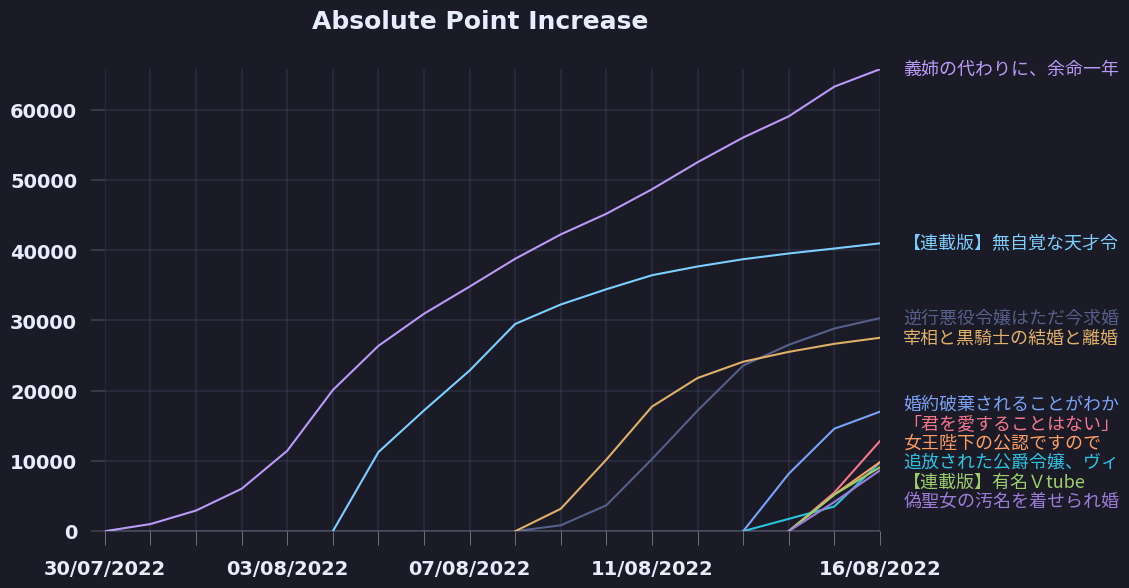 Absolute Point Increase
60000
50000
40000
30000
20000
10000
0
30/07/2022
03/08/2022
07/08/2022
11/08/2022
16/08/2022
義姉の代わりに、余命一年
【連載版】無自覚な天才令
逆行悪役令嬢はただ今求婚
宰相と黒騎士の結婚と離婚
婚約破棄されることがわか
「君を愛することはない」
女王陛下の公認ですので
追放された公爵令嬢、ヴィ
【連載版】有名Ｖtube
偽聖女の汚名を着せられ婚